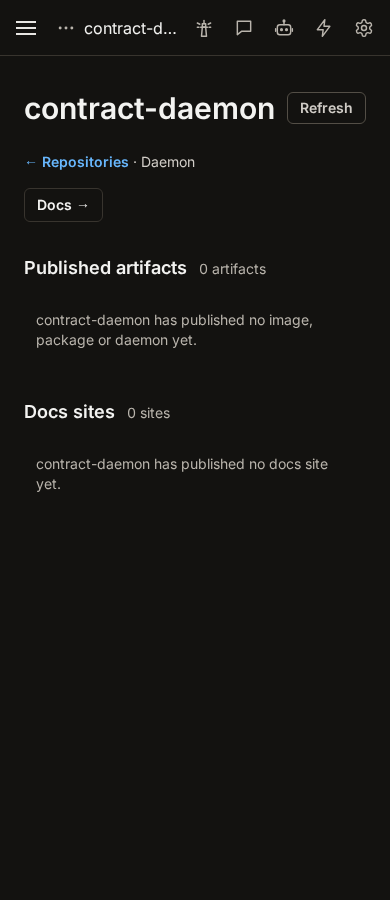 contract-d...
contract-daemon
Refresh
← Repositories · Daemon
Docs →
Published artifacts 0 artifacts
contract-daemon has published no image,
package or daemon yet.
Docs sites 0 sites
contract-daemon has published no docs site
yet.